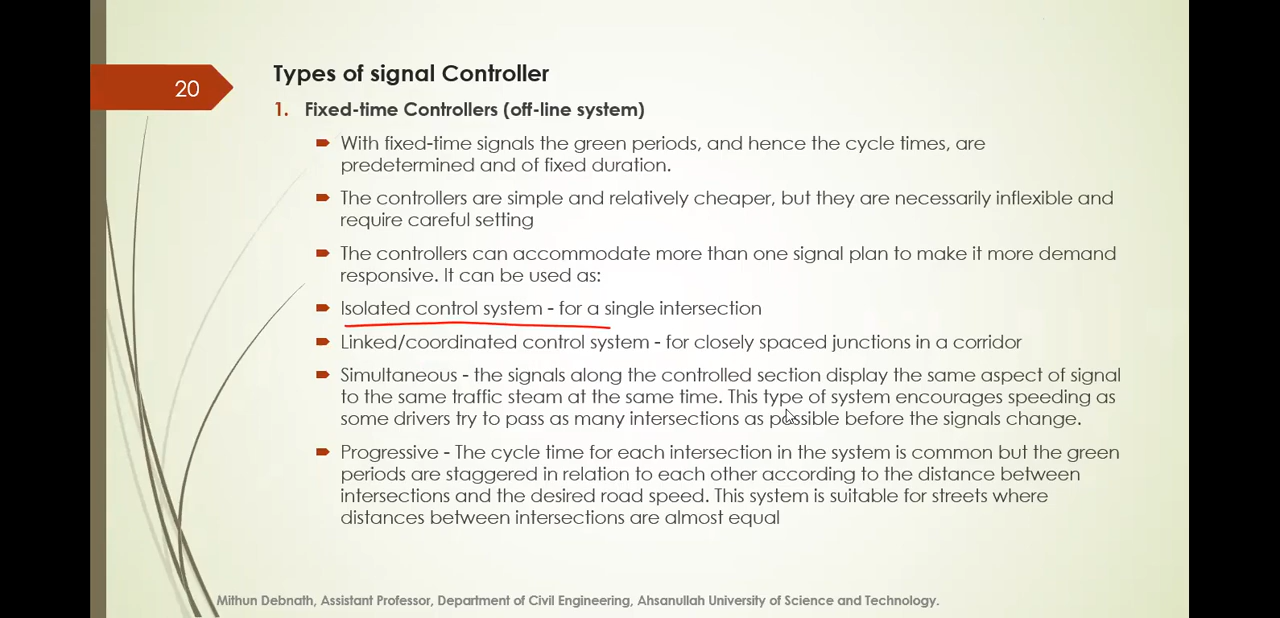 20
Types of signal Controller
1. Fixed-time Controllers (off-line system)
With fixed-time signals the green periods, and hence the cycle times, are
predetermined and of fixed duration.
The controllers are simple and relatively cheaper, but they are necessarily inflexible and
require careful setting
The controllers can accommodate more than one signal plan to make it more demand
responsive. It can be used as:
Isolated control system - for a single intersection
Linked/coordinated control system - for closely spaced junctions in a corridor
Simultaneous - the signals along the controlled section display the same aspect of signal
to the same traffic steam at the same time. This type of system encourages speeding as
some drivers try to pass as many intersections as possible before the signals change.
Progressive - The cycle time for each intersection in the system is common but the green
periods are staggered in relation to each other according to the distance between
intersections and the desired road speed. This system is suitable for streets where
distances between intersections are almost equal
Mithun Debnath, Assistant Professor, Department of Civil Engineering, Ahsanullah University of Science and Technology.